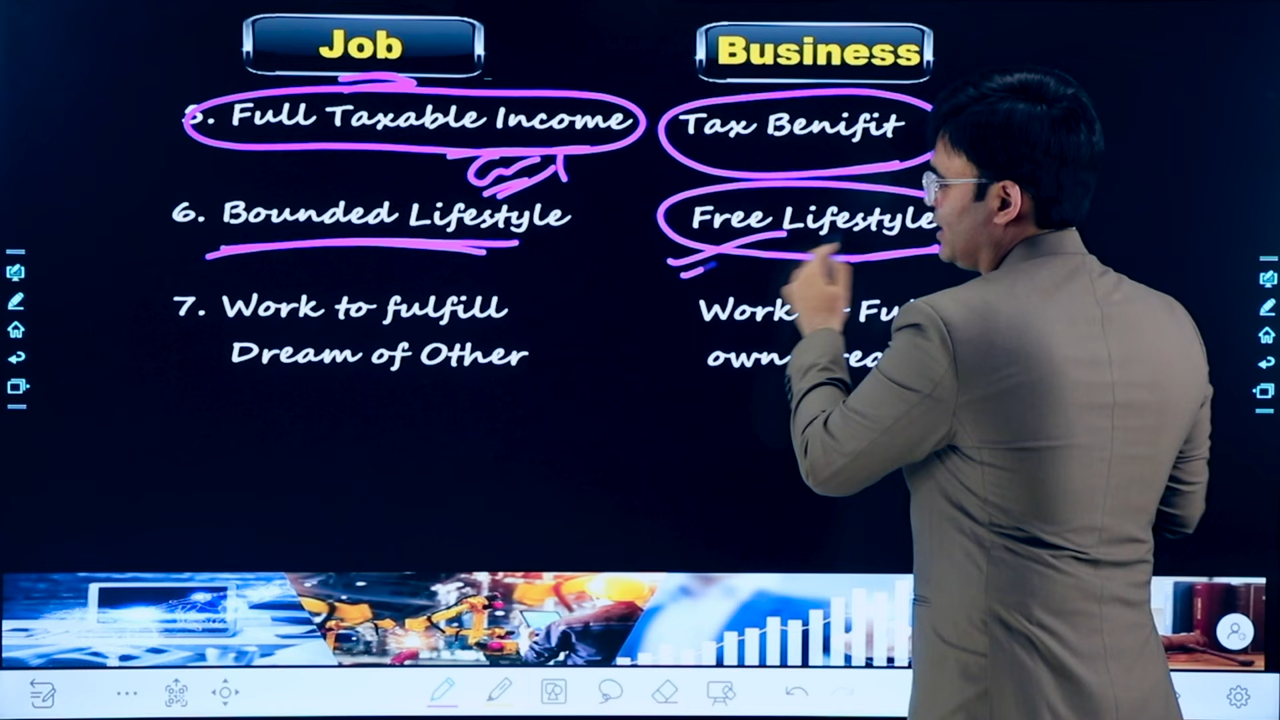 Job
Business
5. Full Taxable Income
Tax Benifit
6. Bounded Lifestyle
Free Lifestyle
7. Work to fulfill
Dream of Other
Work
own